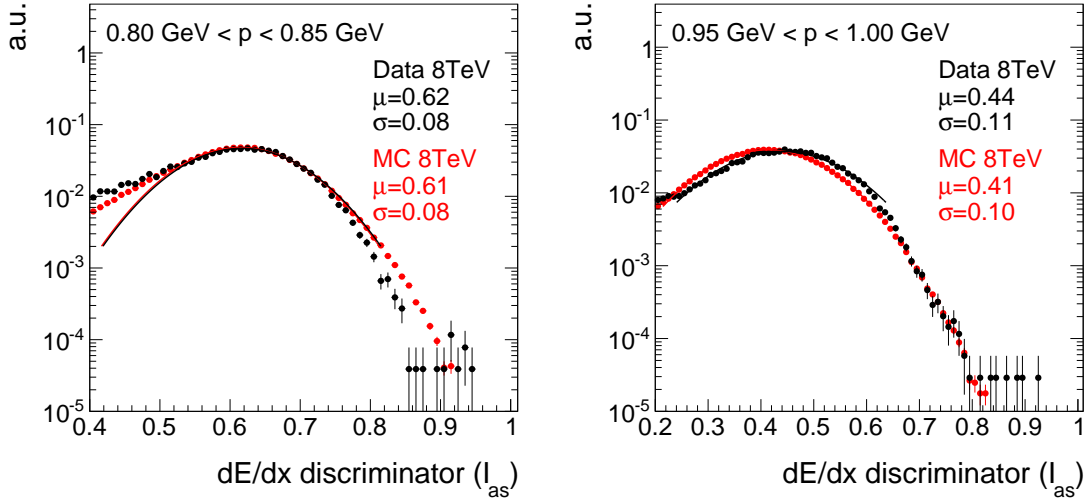 a.u.
0.80 GeV < p < 0.85 GeV
Data 8TeV
μ=0.62
σ=0.08
MC 8TeV
μ=0.61
σ=0.08
1
10⁻¹
10⁻²
10⁻³
10⁻⁴
10⁻⁵
0.4 0.5 0.6 0.7 0.8 0.9 1
dE/dx discriminator (I_as)
a.u.
0.95 GeV < p < 1.00 GeV
Data 8TeV
μ=0.44
σ=0.11
MC 8TeV
μ=0.41
σ=0.10
1
10⁻¹
10⁻²
10⁻³
10⁻⁴
10⁻⁵
0.2 0.3 0.4 0.5 0.6 0.7 0.8 0.9 1
dE/dx discriminator (I_as)